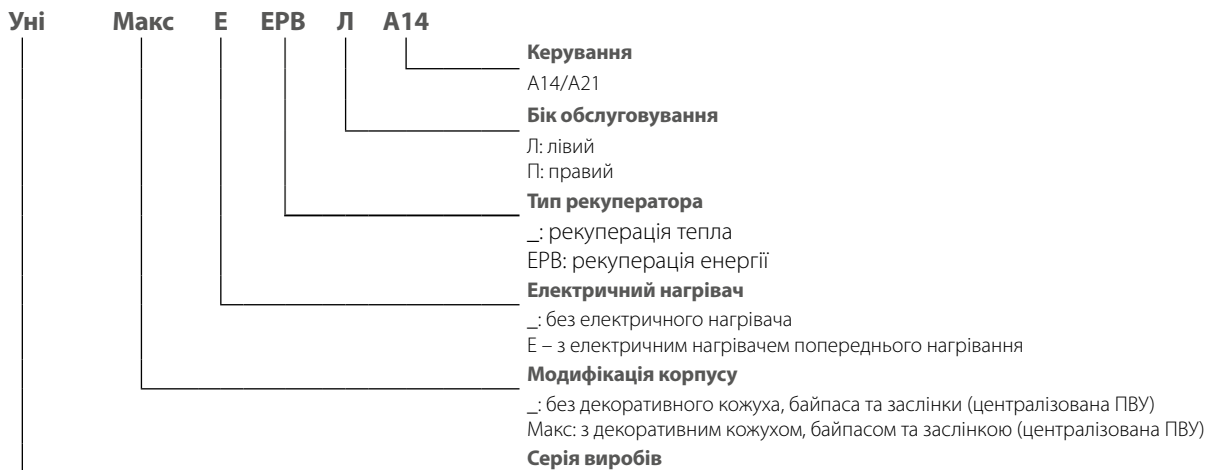 Уні Макс Е ЕРВ Л А14
Керування
А14/А21
Бік обслуговування
Л: лівий
П: правий
Тип рекуператора
_: рекуперація тепла
ЕРВ: рекуперація енергії
Електричний нагрівач
_: без електричного нагрівача
Е – з електричним нагрівачем попереднього нагрівання
Модифікація корпусу
_: без декоративного кожуха, байпаса та заслінки (централізована ПВУ)
Макс: з декоративним кожухом, байпасом та заслінкою (централізована ПВУ)
Серія виробів